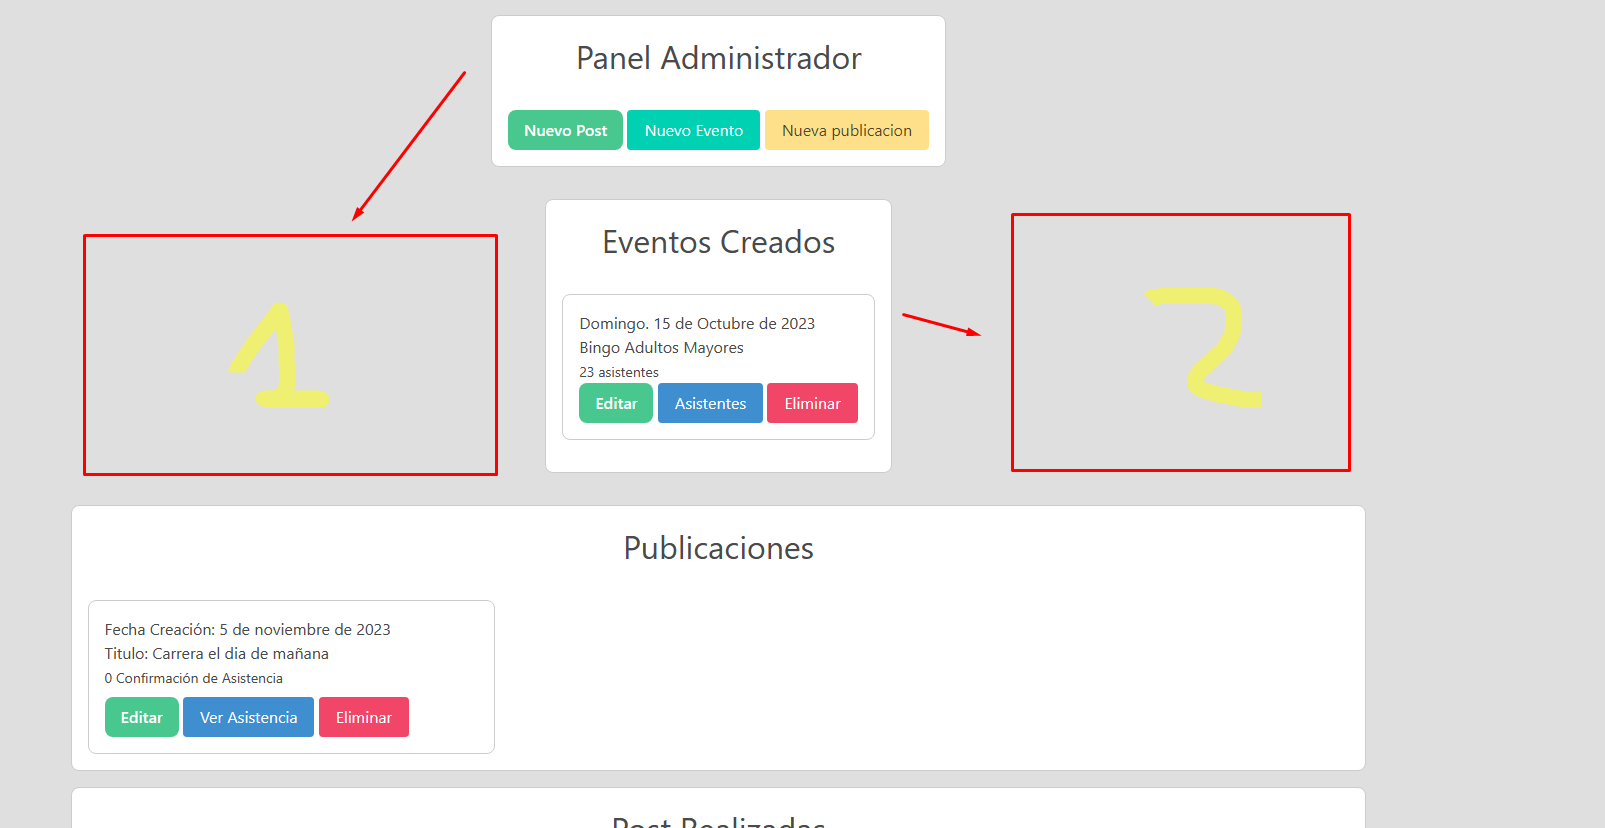 Panel Administrador
Nuevo Post Nuevo Evento Nueva publicacion
Eventos Creados
Domingo. 15 de Octubre de 2023
Bingo Adultos Mayores
23 asistentes
Editar Asistentes Eliminar
1
2
Publicaciones
Fecha Creación: 5 de noviembre de 2023
Titulo: Carrera el dia de mañana
0 Confirmación de Asistencia
Editar Ver Asistencia Eliminar
Post Realizadas